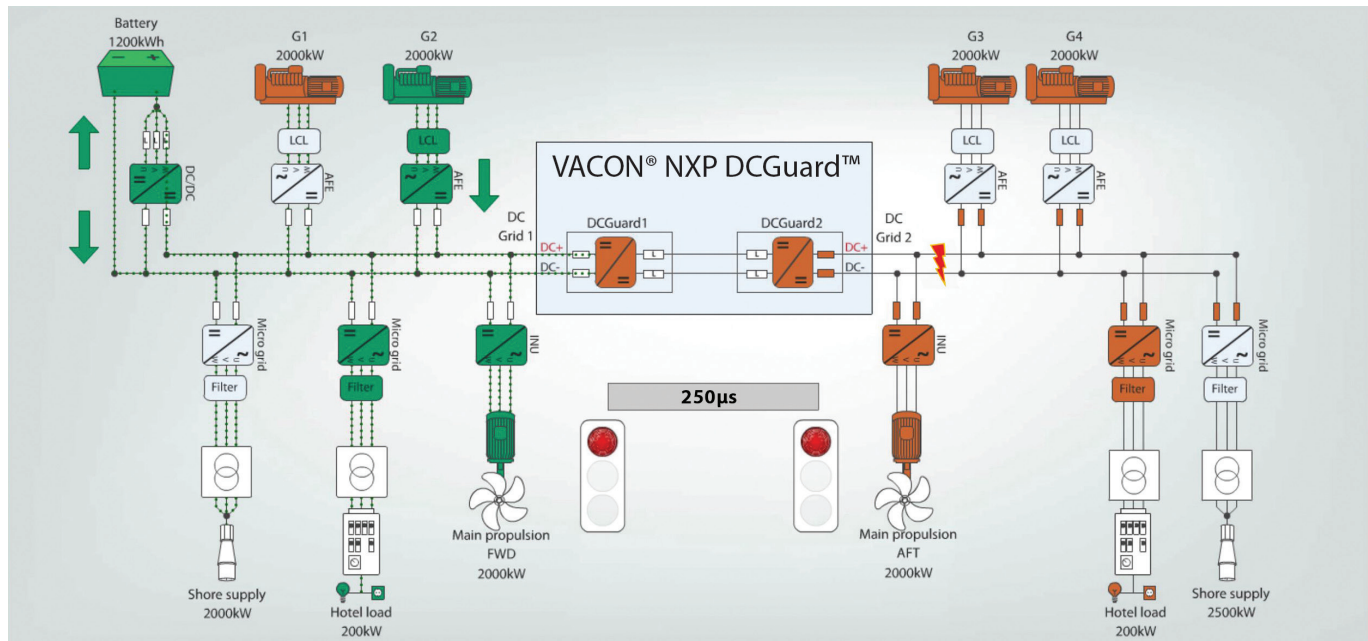 Battery
1200kWh
G1
2000kW
G2
2000kW
G3
2000kW
G4
2000kW
LCL
LCL
LCL
LCL
L
L
U
V
W
DC/DC
U
V
W
AFE
U
V
W
AFE
U
V
W
AFE
U
V
W
AFE
VACON® NXP DCGuard™
DC
Grid 1
DC+
DC-
DCGuard1
L
L
DCGuard2
L
L
DC
Grid 2
DC+
DC-
W
V
U
Micro grid
Filter
W
V
U
Micro grid
Filter
W
V
U
INU
W
V
U
INU
W
V
U
Micro grid
Filter
W
V
U
Micro grid
Filter
250µs
Shore supply
2000kW
Hotel load
200kW
Main propulsion
FWD
2000kW
Main propulsion
AFT
2000kW
Hotel load
200kW
Shore supply
2500kW